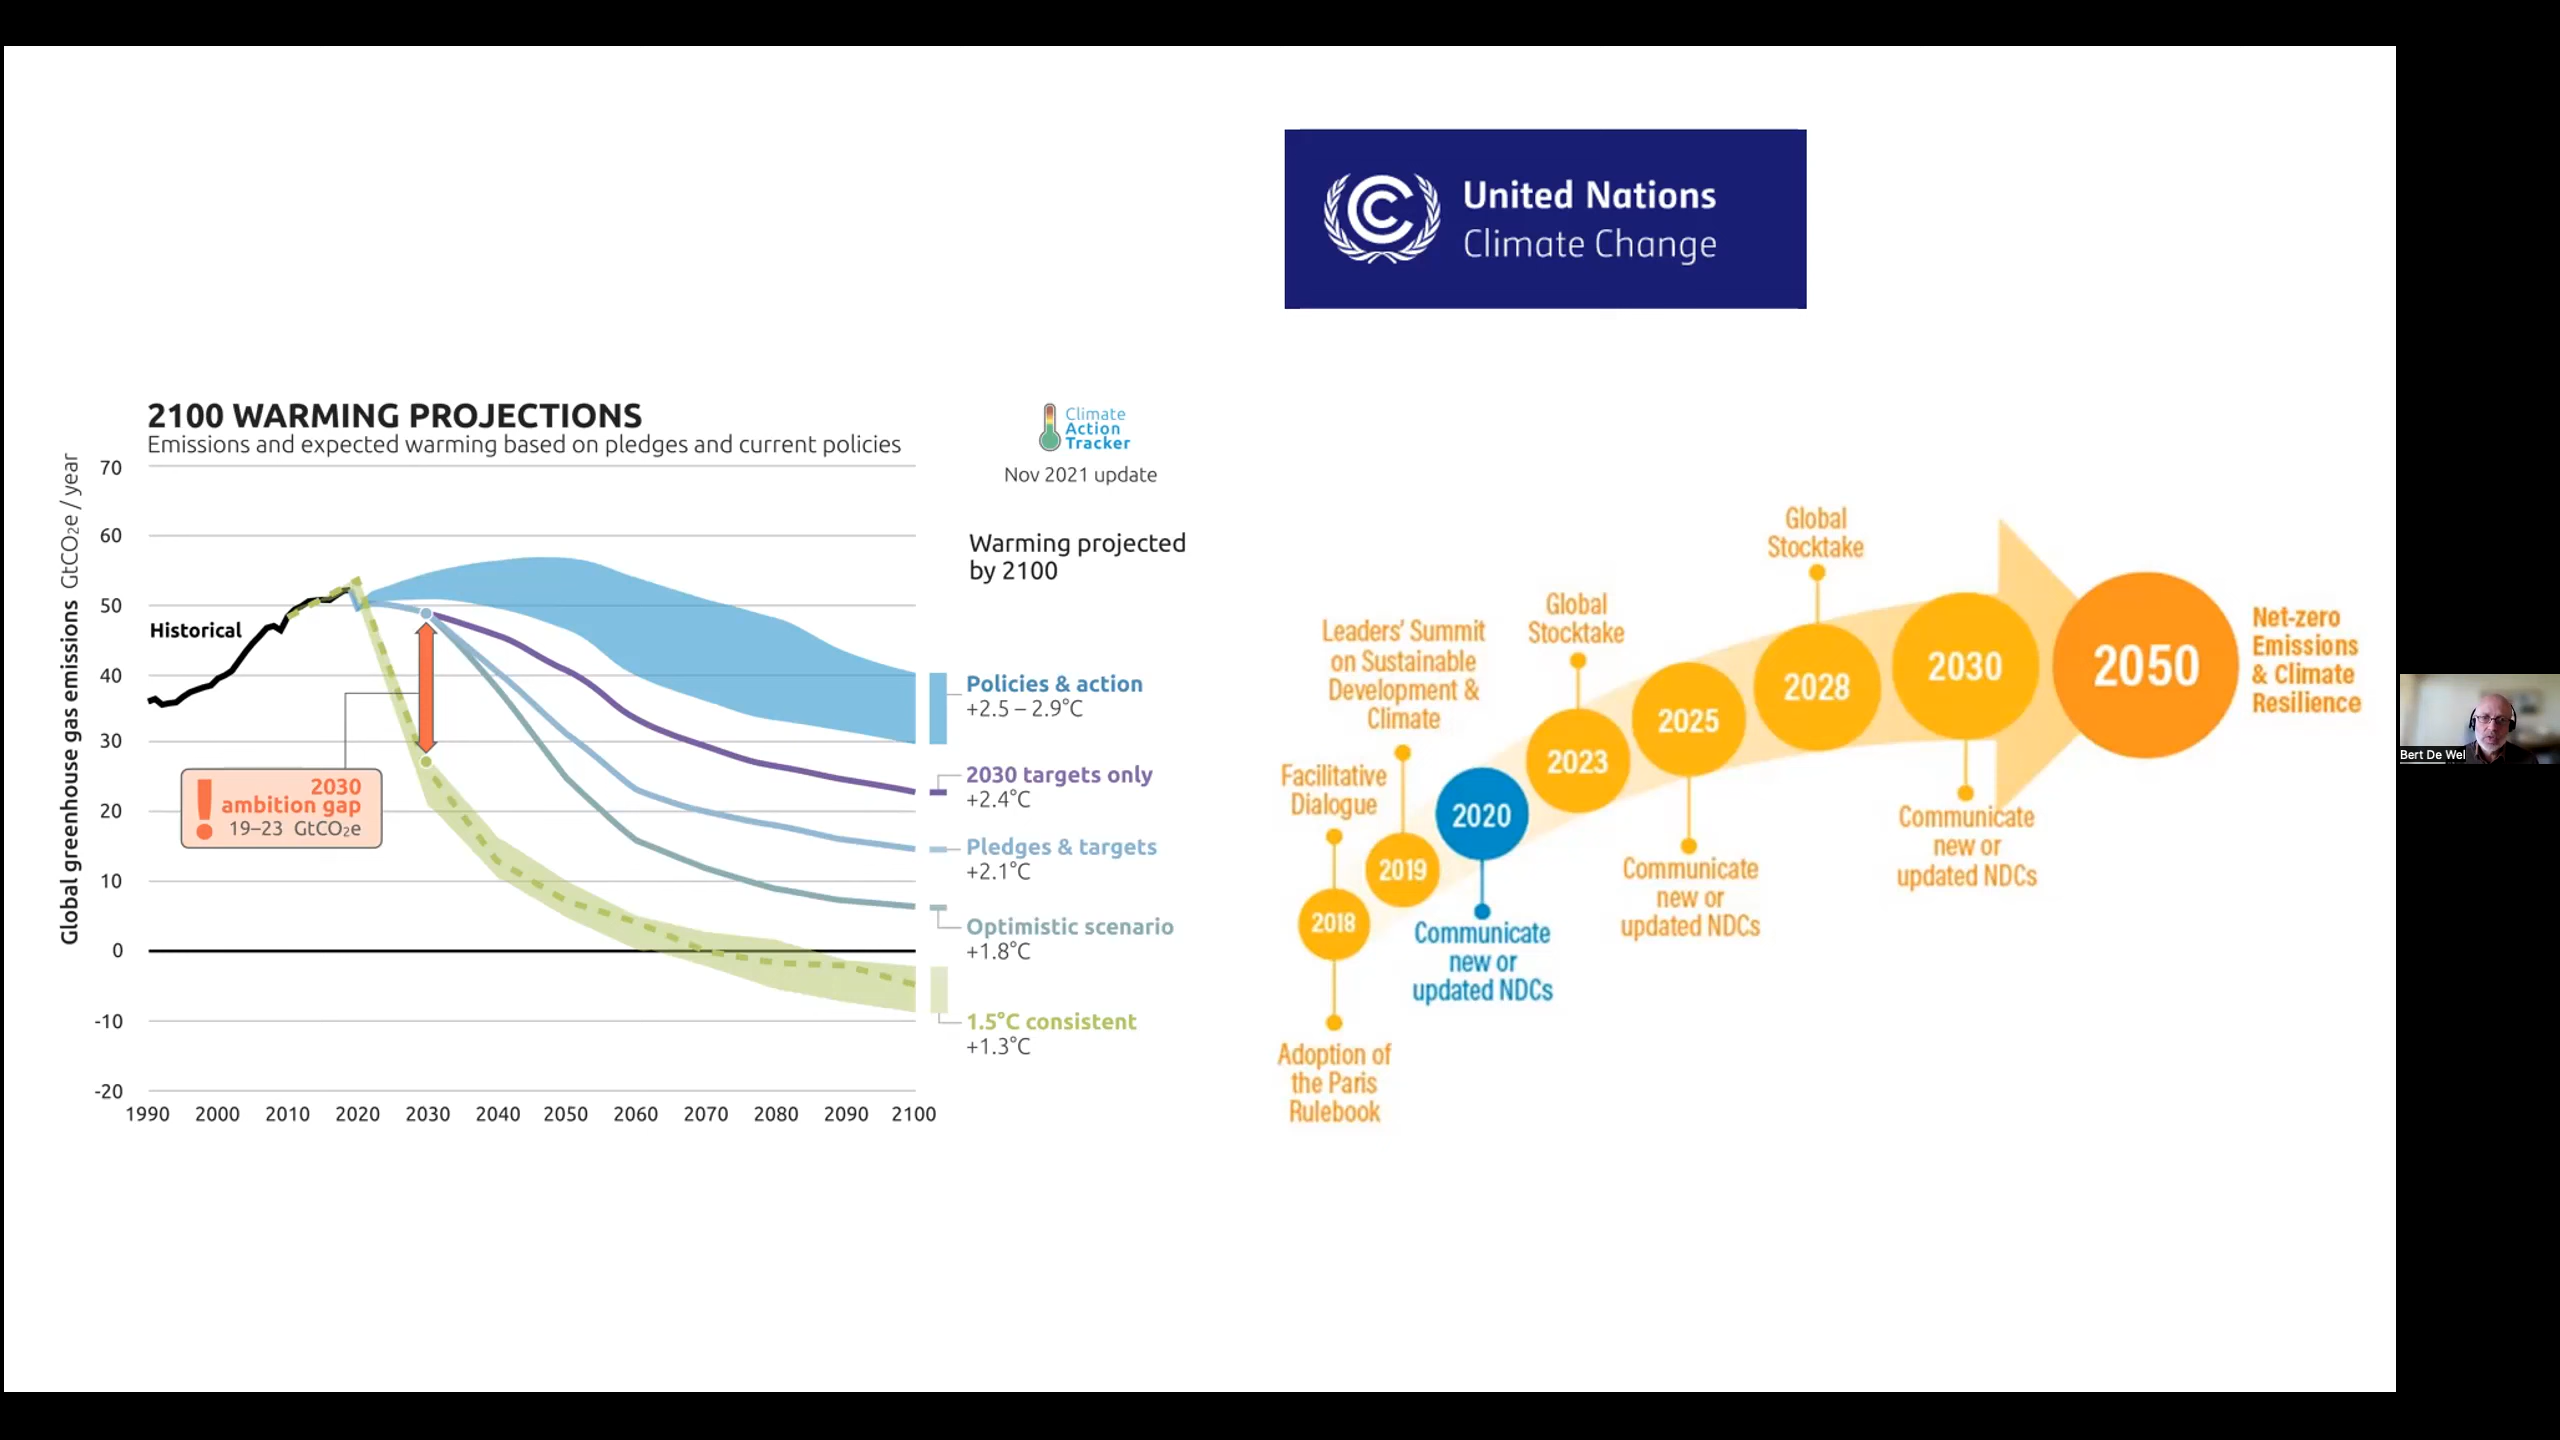 United Nations
Climate Change
2100 WARMING PROJECTIONS
Emissions and expected warming based on pledges and current policies
Climate
Action
Tracker
Nov 2021 update
Global greenhouse gas emissions GtCO₂e / year
70
60
50
40
30
20
10
0
-10
-20
1990 2000 2010 2020 2030 2040 2050 2060 2070 2080 2090 2100
Historical
2030
ambition gap
19–23 GtCO₂e
Warming projected
by 2100
Policies & action
+2.5 – 2.9°C
2030 targets only
+2.4°C
Pledges & targets
+2.1°C
Optimistic scenario
+1.8°C
1.5°C consistent
+1.3°C
Facilitative
Dialogue
2018
Adoption of
the Paris
Rulebook
Leaders' Summit
on Sustainable
Development &
Climate
2019
2020
Communicate
new or
updated NDCs
Global
Stocktake
2023
2025
Communicate
new or
updated NDCs
Global
Stocktake
2028
2030
Communicate
new or
updated NDCs
2050
Net-zero
Emissions
& Climate
Resilience
Bert De Wel